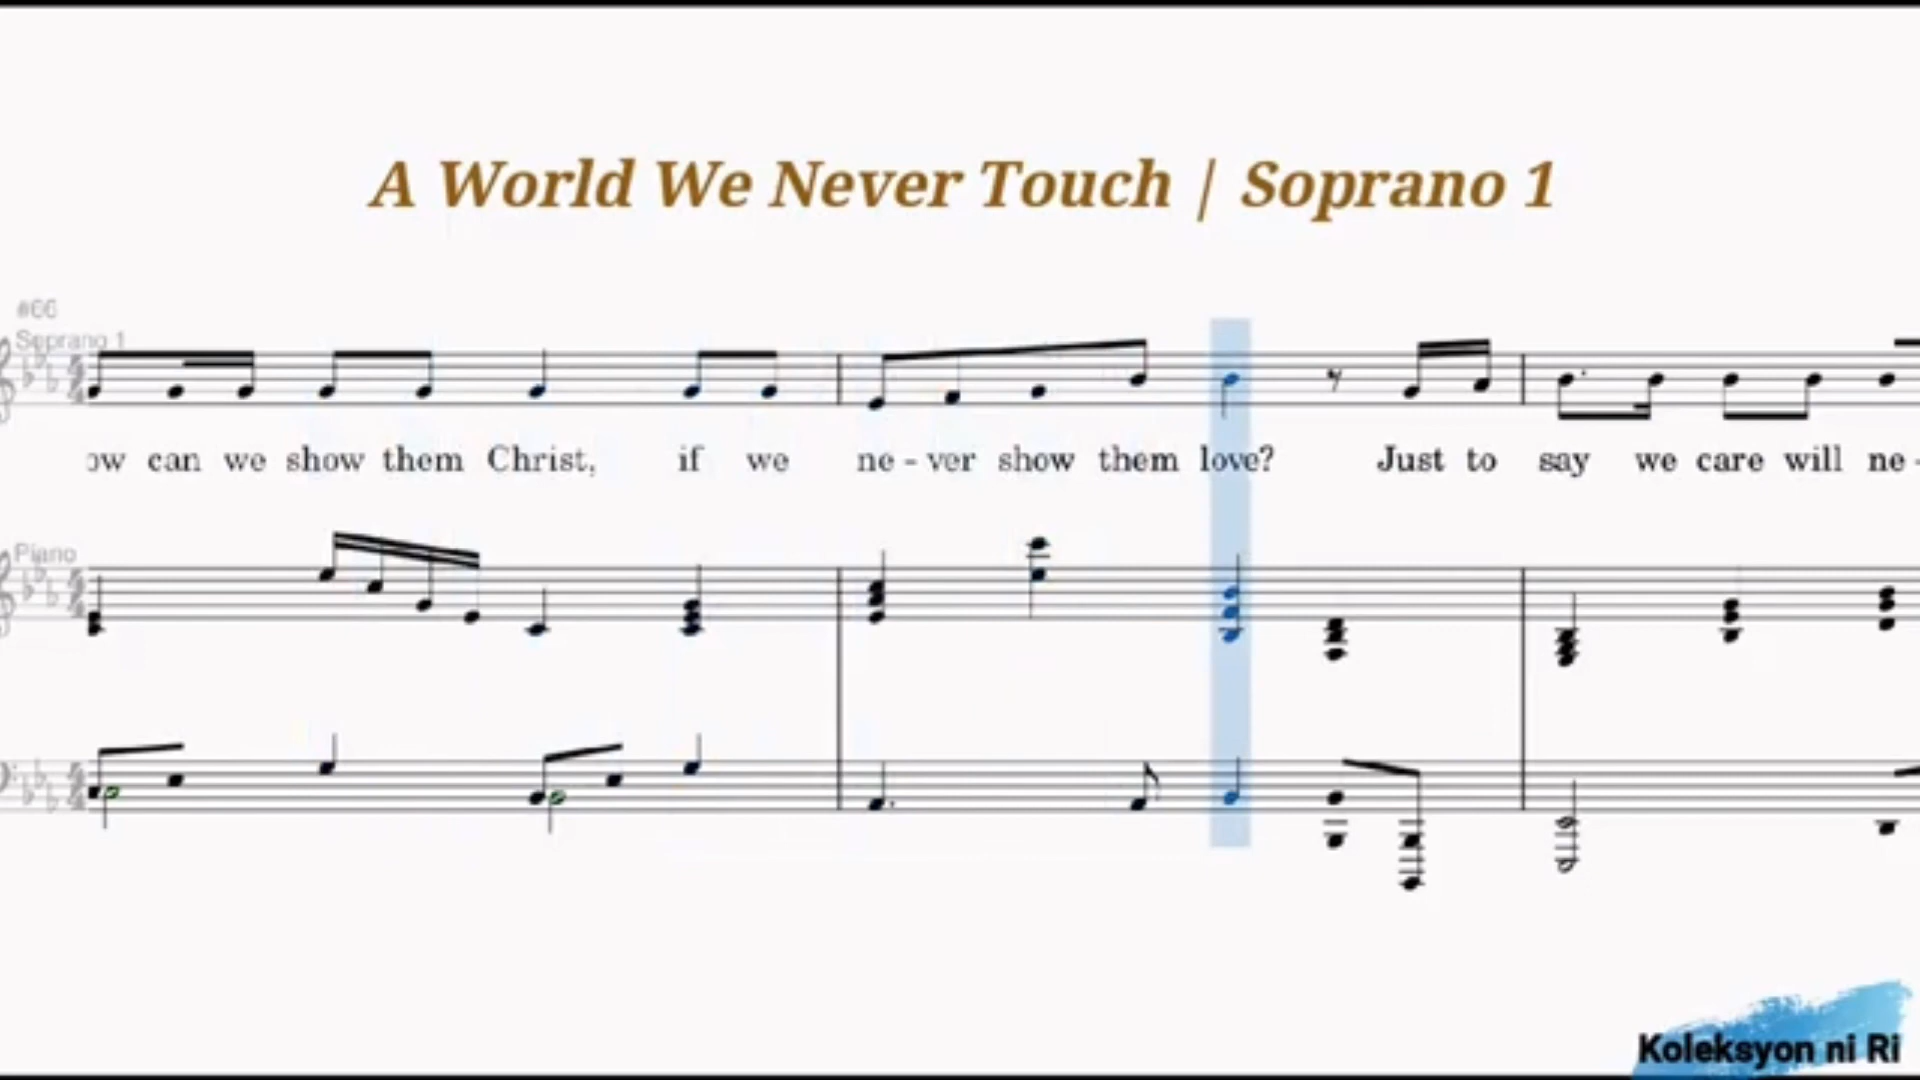 A World We Never Touch | Soprano 1
#66
Soprano 1
ow can we show them Christ, if we ne - ver show them love? Just to say we care will ne -
Piano
Koleksyon ni Ri